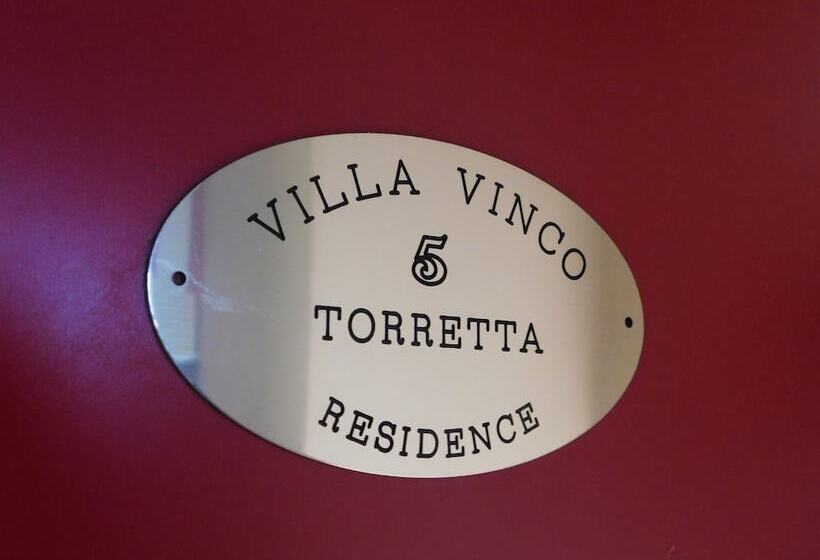 VILLA VINCO
5
TORRETTA
RESIDENCE